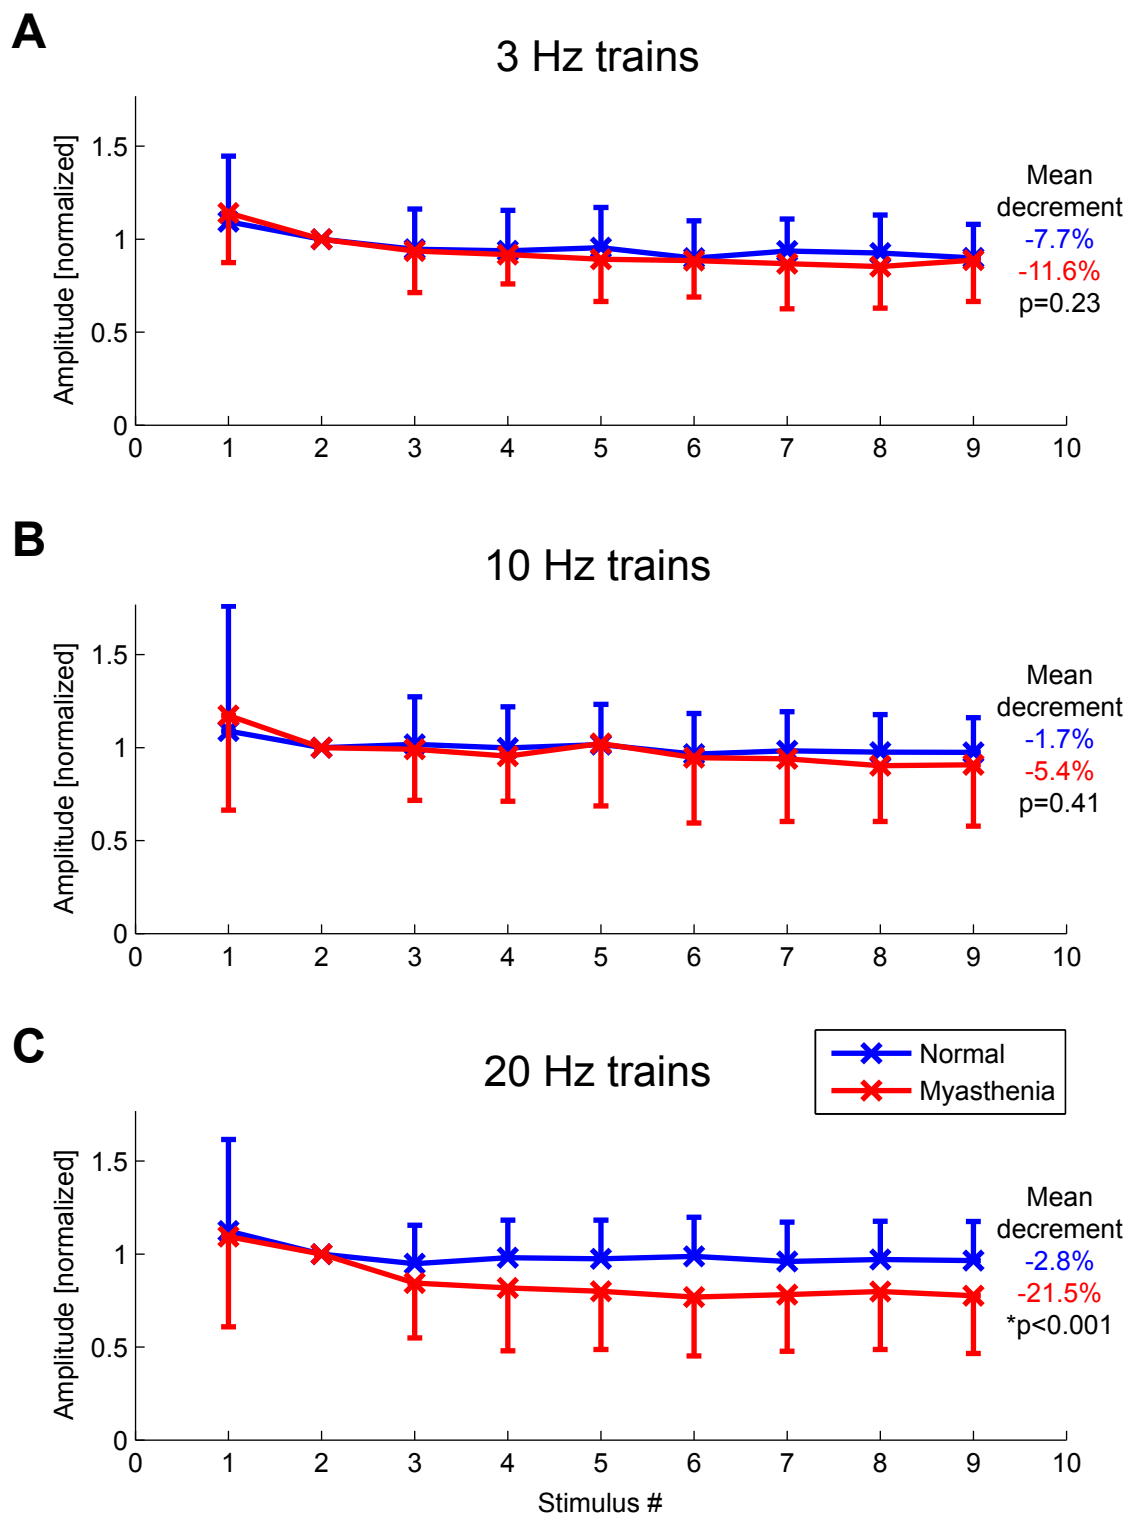 A
3 Hz trains
Amplitude [normalized]
1.5
1
0.5
0
0 1 2 3 4 5 6 7 8 9 10
Mean
decrement
-7.7%
-11.6%
p=0.23
B
10 Hz trains
Amplitude [normalized]
1.5
1
0.5
0
0 1 2 3 4 5 6 7 8 9 10
Mean
decrement
-1.7%
-5.4%
p=0.41
C
20 Hz trains
Normal
Myasthenia
Amplitude [normalized]
1.5
1
0.5
0
0 1 2 3 4 5 6 7 8 9 10
Mean
decrement
-2.8%
-21.5%
*p<0.001
Stimulus #